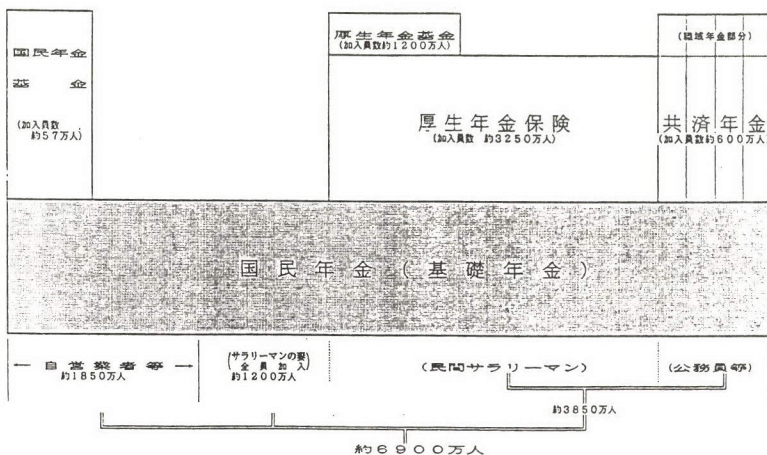 国民年金
基　金
(加入員数
約57万人)
厚生年金基金
(加入員数約1200万人)
(職域年金部分)
厚生年金保険
(加入員数 約3250万人)
共済年金
(加入員数約600万人)
国民年金(基礎年金)
← 自営業者等 →
約1850万人
(サラリーマンの妻
全員加入)
約1200万人
(民間サラリーマン)
(公務員等)
約3850万人
約6900万人